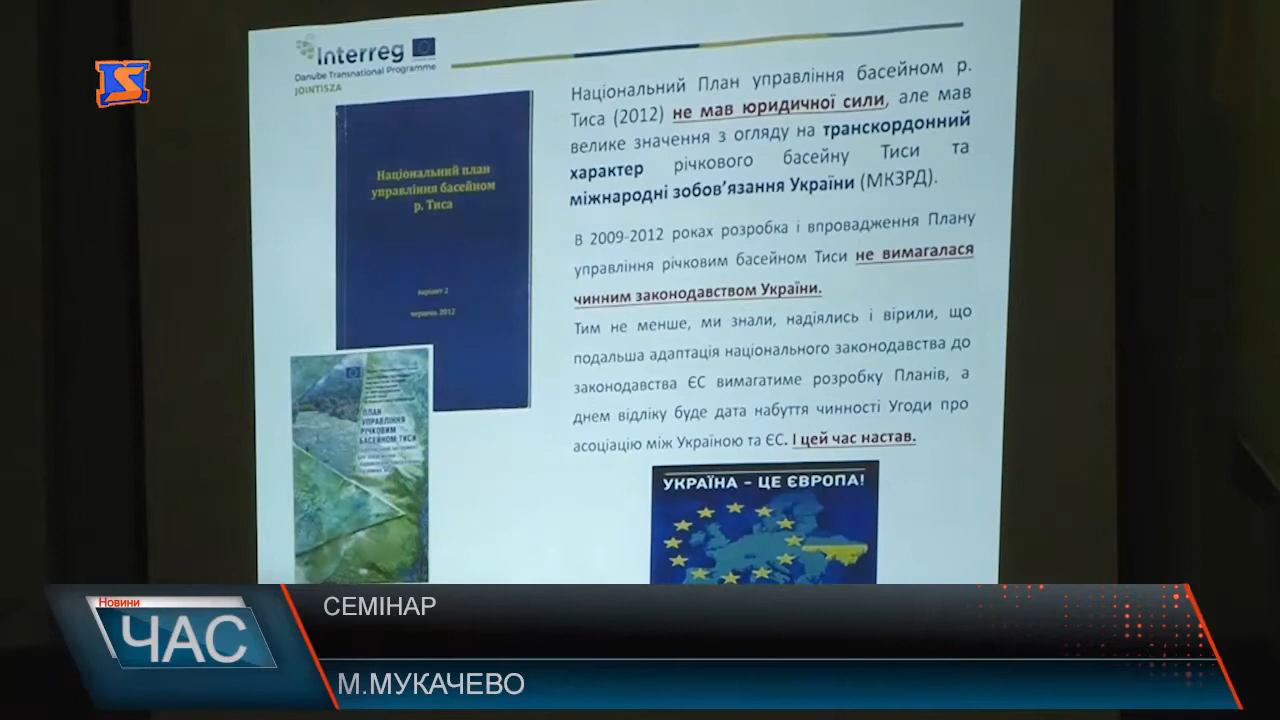 Interreg
Danube Transnational Programme
JOINTISZA
Національний План управління басейном р.
Тиса (2012) не мав юридичної сили, але мав
велике значення з огляду на транскордонний
характер річкового басейну Тиси та
міжнародні зобов'язання України (МКЗРД).
В 2009-2012 роках розробка і впровадження Плану
управління річковим басейном Тиси не вимагалася
чинним законодавством України.
Тим не менше, ми знали, надіялись і вірили, що
подальша адаптація національного законодавства до
законодавства ЄС вимагатиме розробку Планів, а
днем відліку буде дата набуття чинності Угоди про
асоціацію між Україною та ЄС. І цей час настав.
Національний план
управління басейном
р. Тиса
варіант 2
червень 2012
ПЛАН
УПРАВЛІННЯ
РІЧКОВИМ
БАСЕЙНОМ ТИСИ
УКРАЇНА - ЦЕ ЄВРОПА!
Новини
ЧАС
СЕМІНАР
М.МУКАЧЕВО